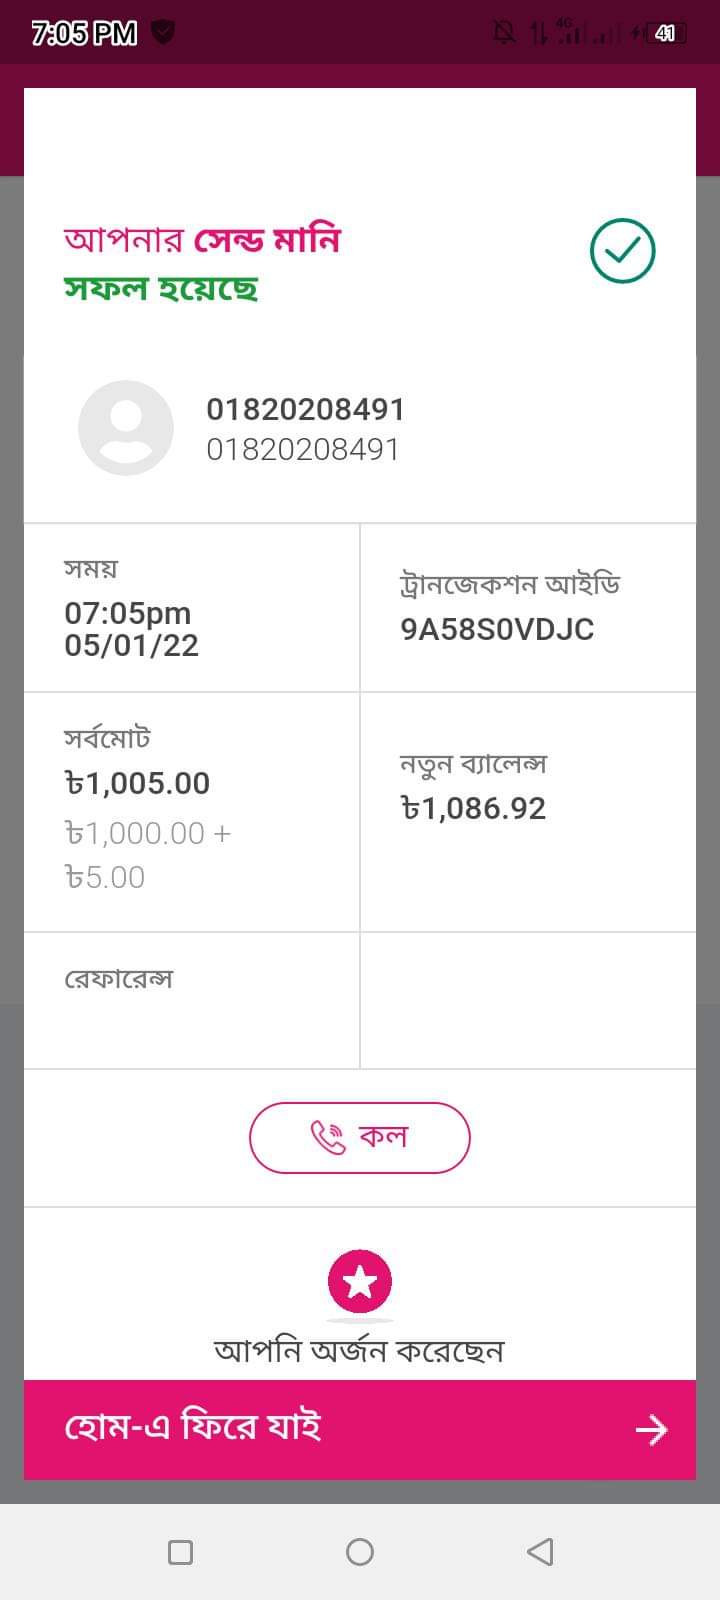 7:05 PM
4G
41
আপনার সেন্ড মানি
সফল হয়েছে
01820208491
01820208491
সময়
07:05pm
05/01/22
ট্রানজেকশন আইডি
9A58S0VDJC
সর্বমোট
৳1,005.00
৳1,000.00 +
৳5.00
নতুন ব্যালেন্স
৳1,086.92
রেফারেন্স
কল
আপনি অর্জন করেছেন
হোম-এ ফিরে যাই